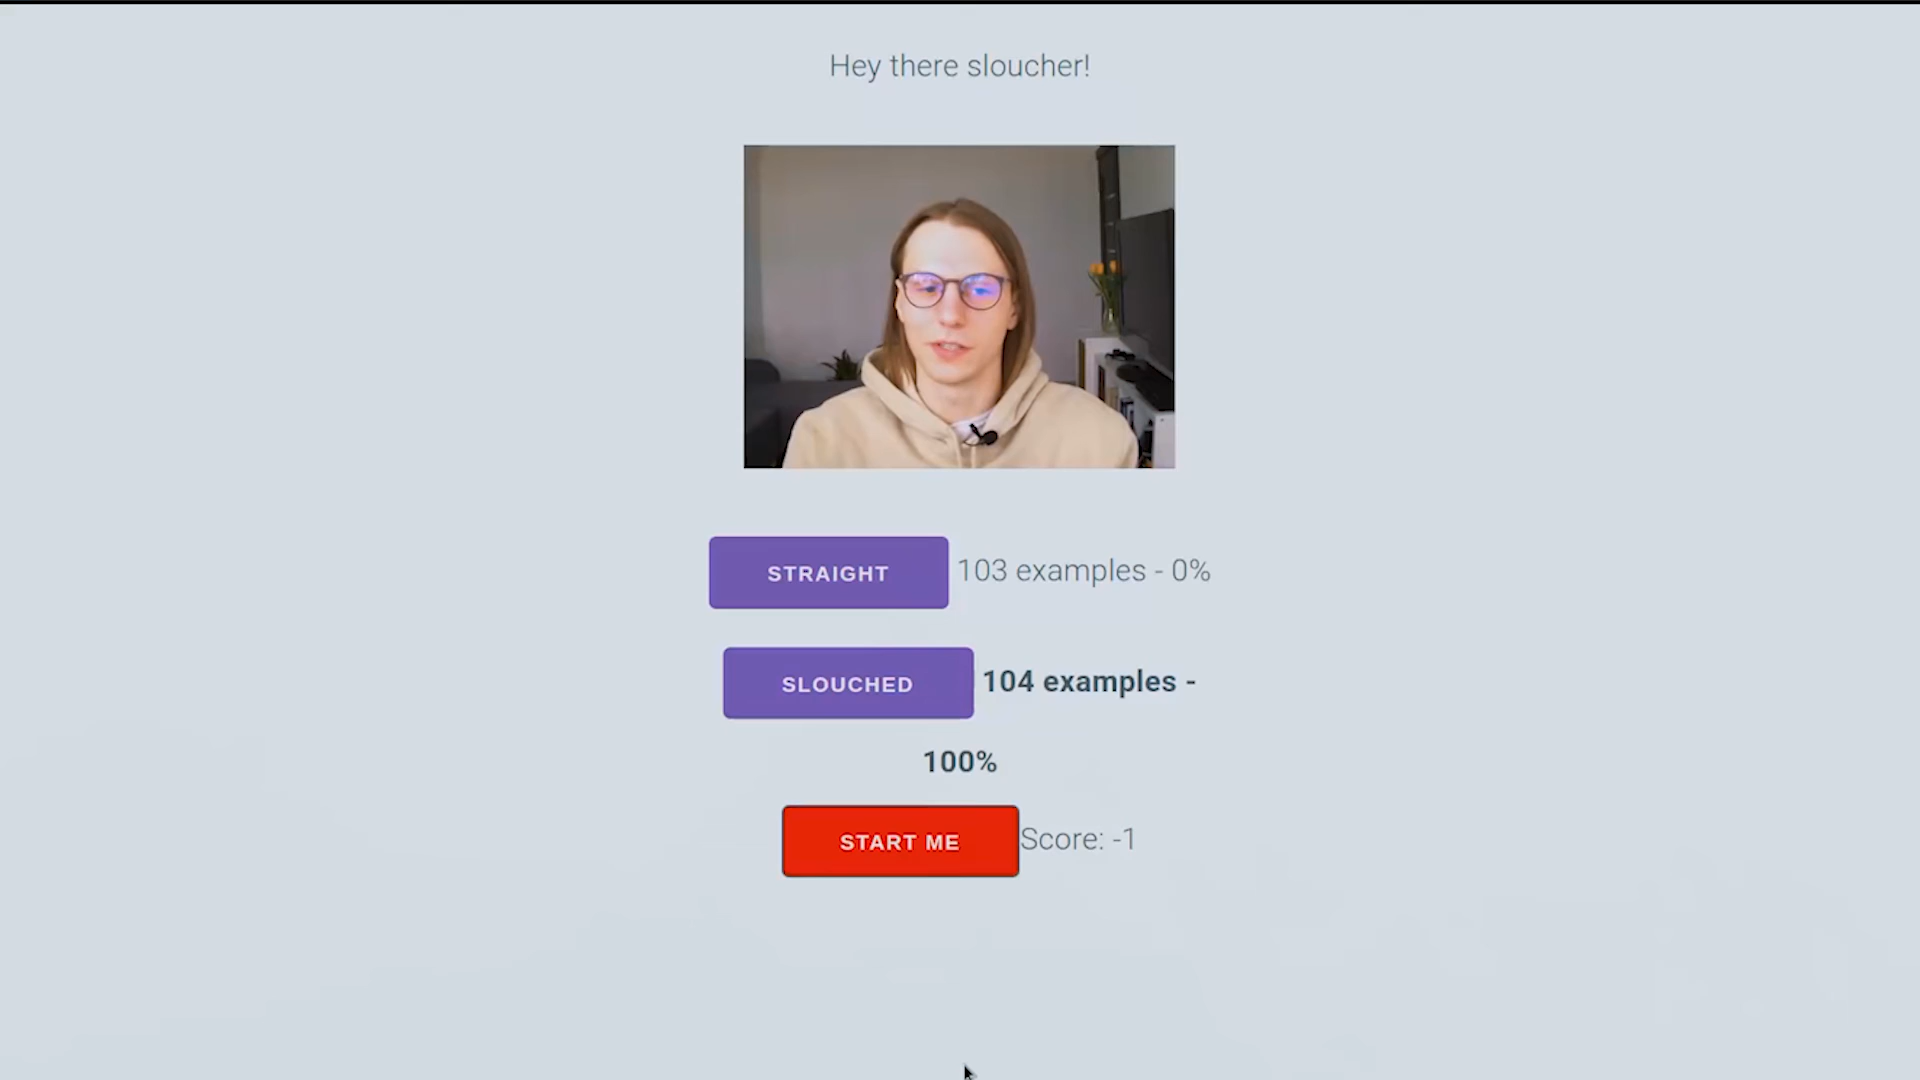 Hey there sloucher!
STRAIGHT 103 examples - 0%
SLOUCHED 104 examples -
100%
START ME Score: -1